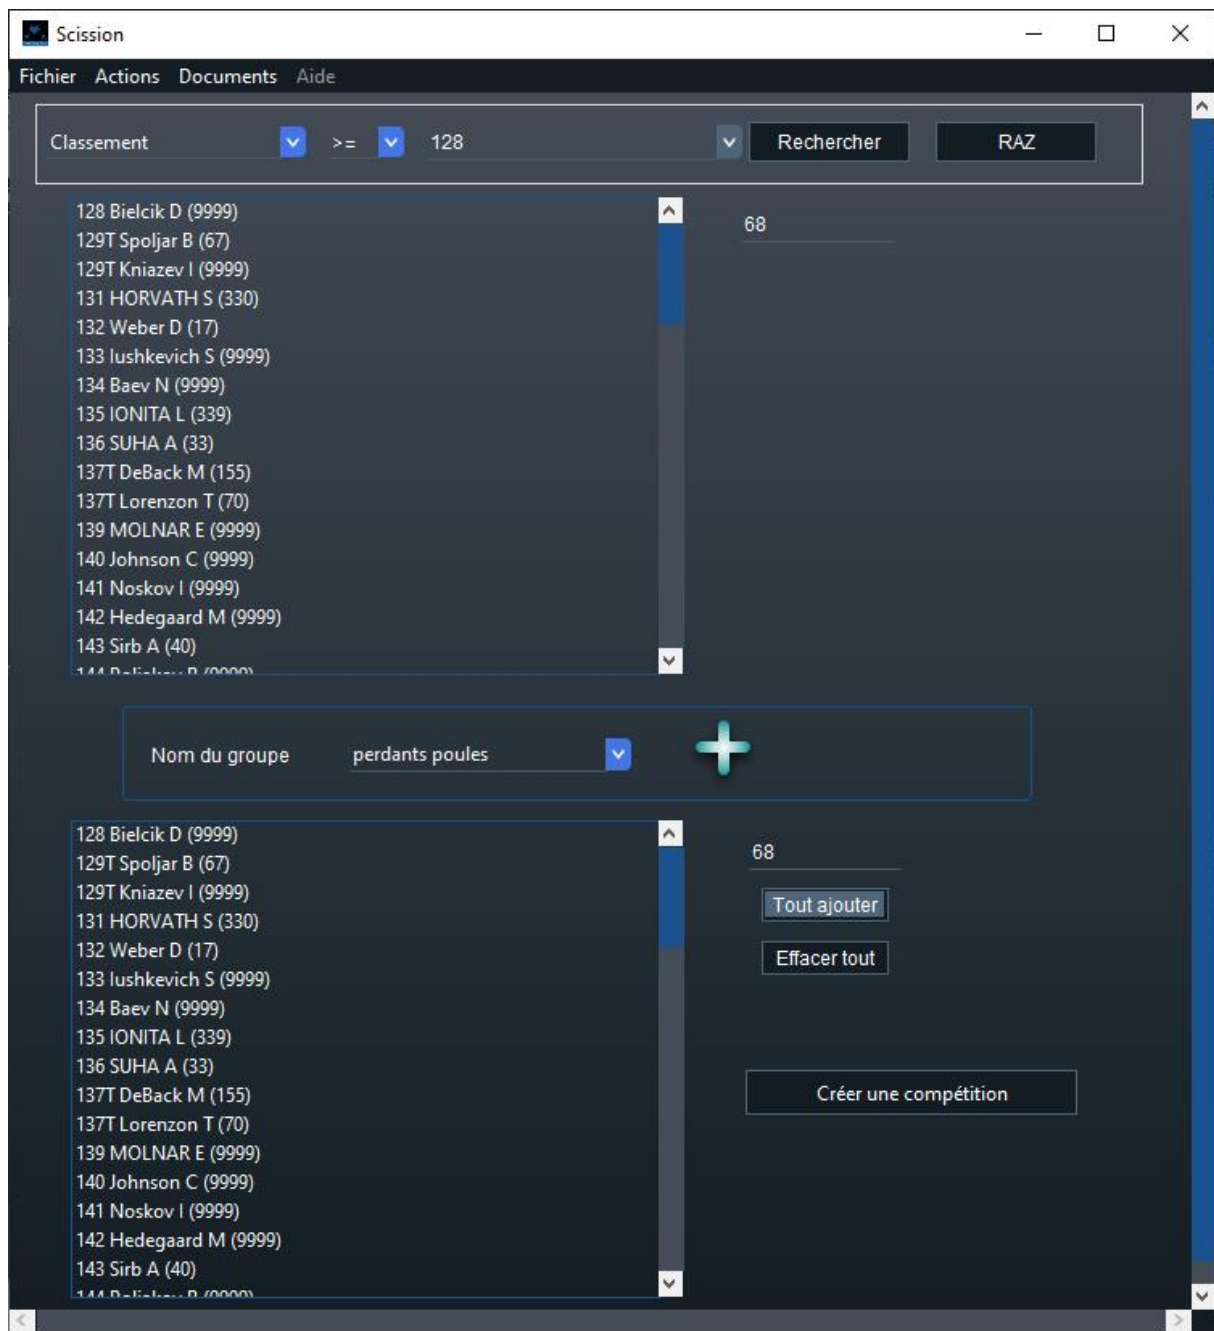 Scission
Fichier Actions Documents Aide
Classement >= 128 Rechercher RAZ
128 Bielcik D (9999)
68
129T Spoljar B (67)
129T Kniazev I (9999)
131 HORVATH S (330)
132 Weber D (17)
133 Iushkevich S (9999)
134 Baev N (9999)
135 IONITA L (339)
136 SUHA A (33)
137T DeBack M (155)
137T Lorenzon T (70)
139 MOLNAR E (9999)
140 Johnson C (9999)
141 Noskov I (9999)
142 Hedegaard M (9999)
143 Sirb A (40)
Nom du groupe perdants poules
128 Bielcik D (9999)
68
129T Spoljar B (67)
129T Kniazev I (9999)
Tout ajouter
131 HORVATH S (330)
132 Weber D (17)
Effacer tout
133 Iushkevich S (9999)
134 Baev N (9999)
135 IONITA L (339)
136 SUHA A (33)
137T DeBack M (155)
Créer une compétition
137T Lorenzon T (70)
139 MOLNAR E (9999)
140 Johnson C (9999)
141 Noskov I (9999)
142 Hedegaard M (9999)
143 Sirb A (40)